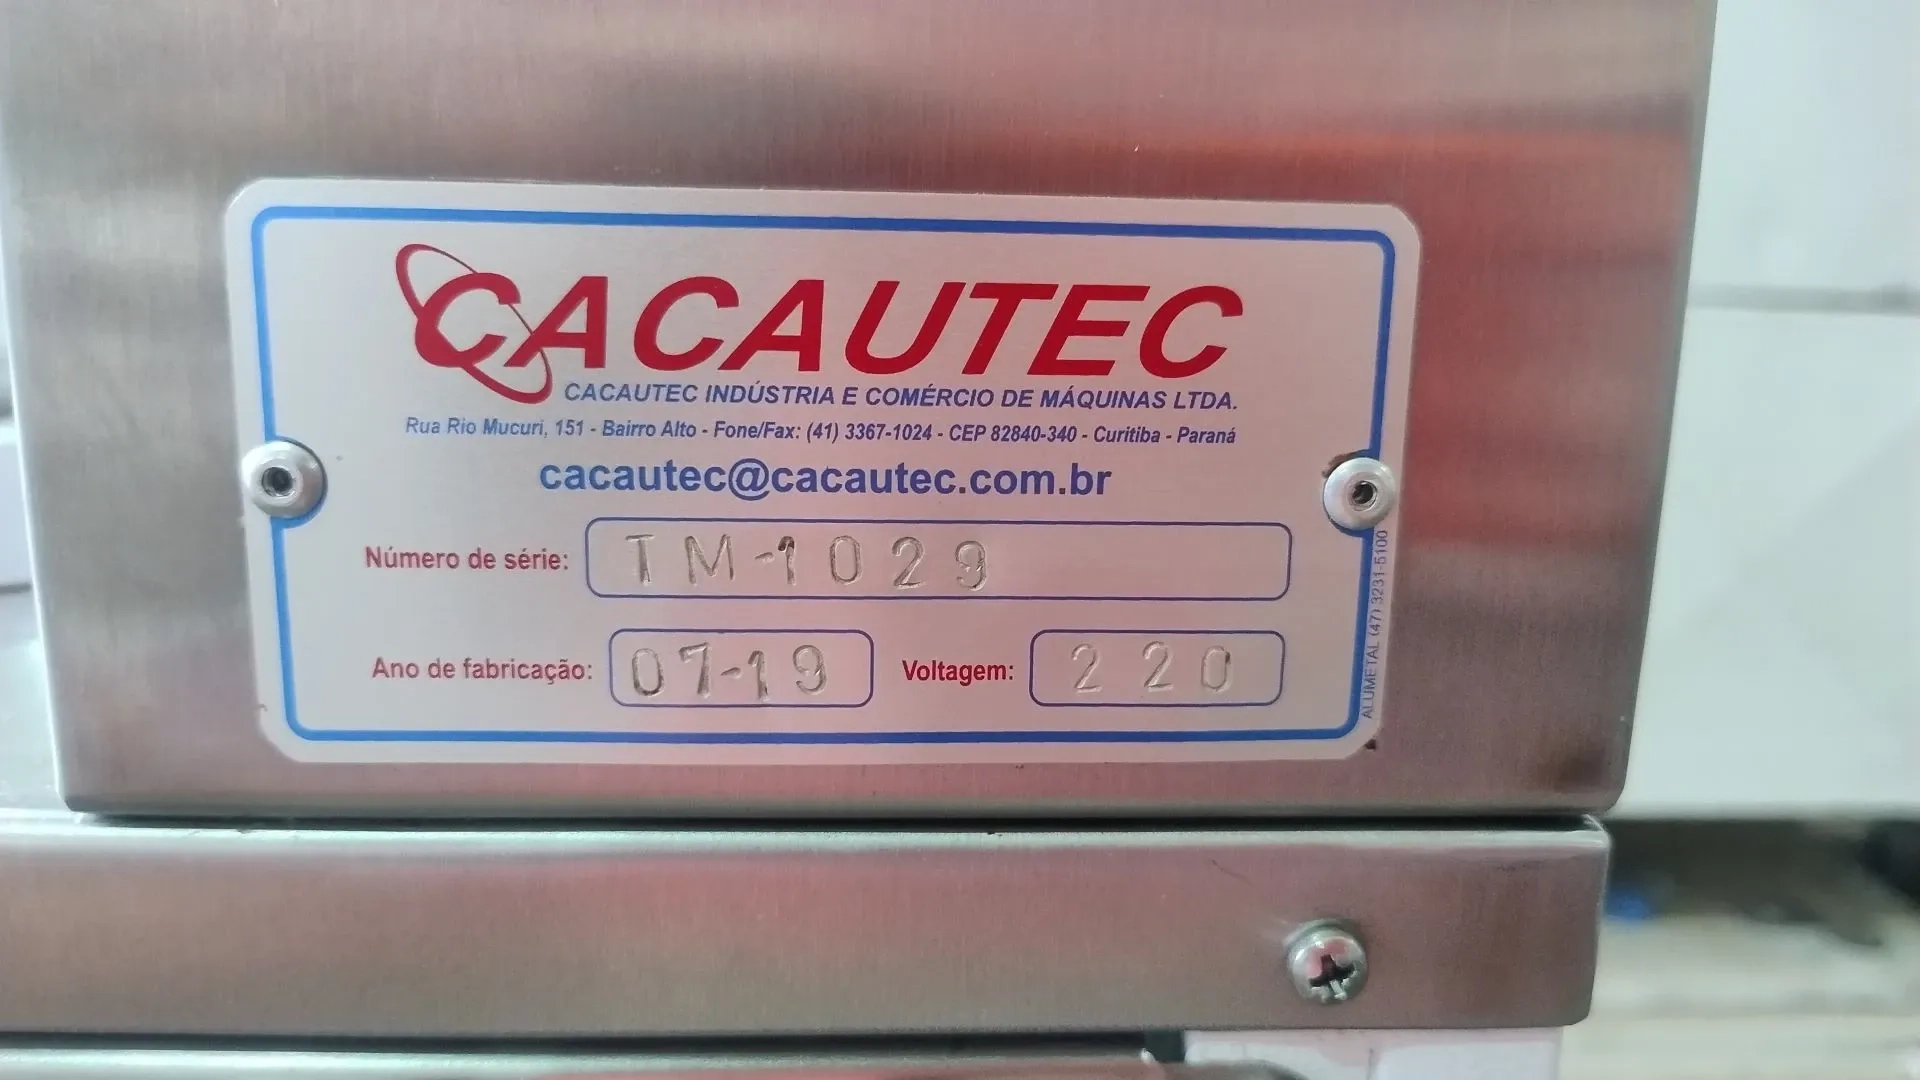 CACAUTEC
CACAUTEC INDÚSTRIA E COMÉRCIO DE MÁQUINAS LTDA.
Rua Rio Mucuri, 151 - Bairro Alto - Fone/Fax: (41) 3367-1024 - CEP 82840-340 - Curitiba - Paraná
cacautec@cacautec.com.br
Número de série: TM-1029
Ano de fabricação: 07-19 Voltagem: 220
ALUMETAL (47) 3231-5100